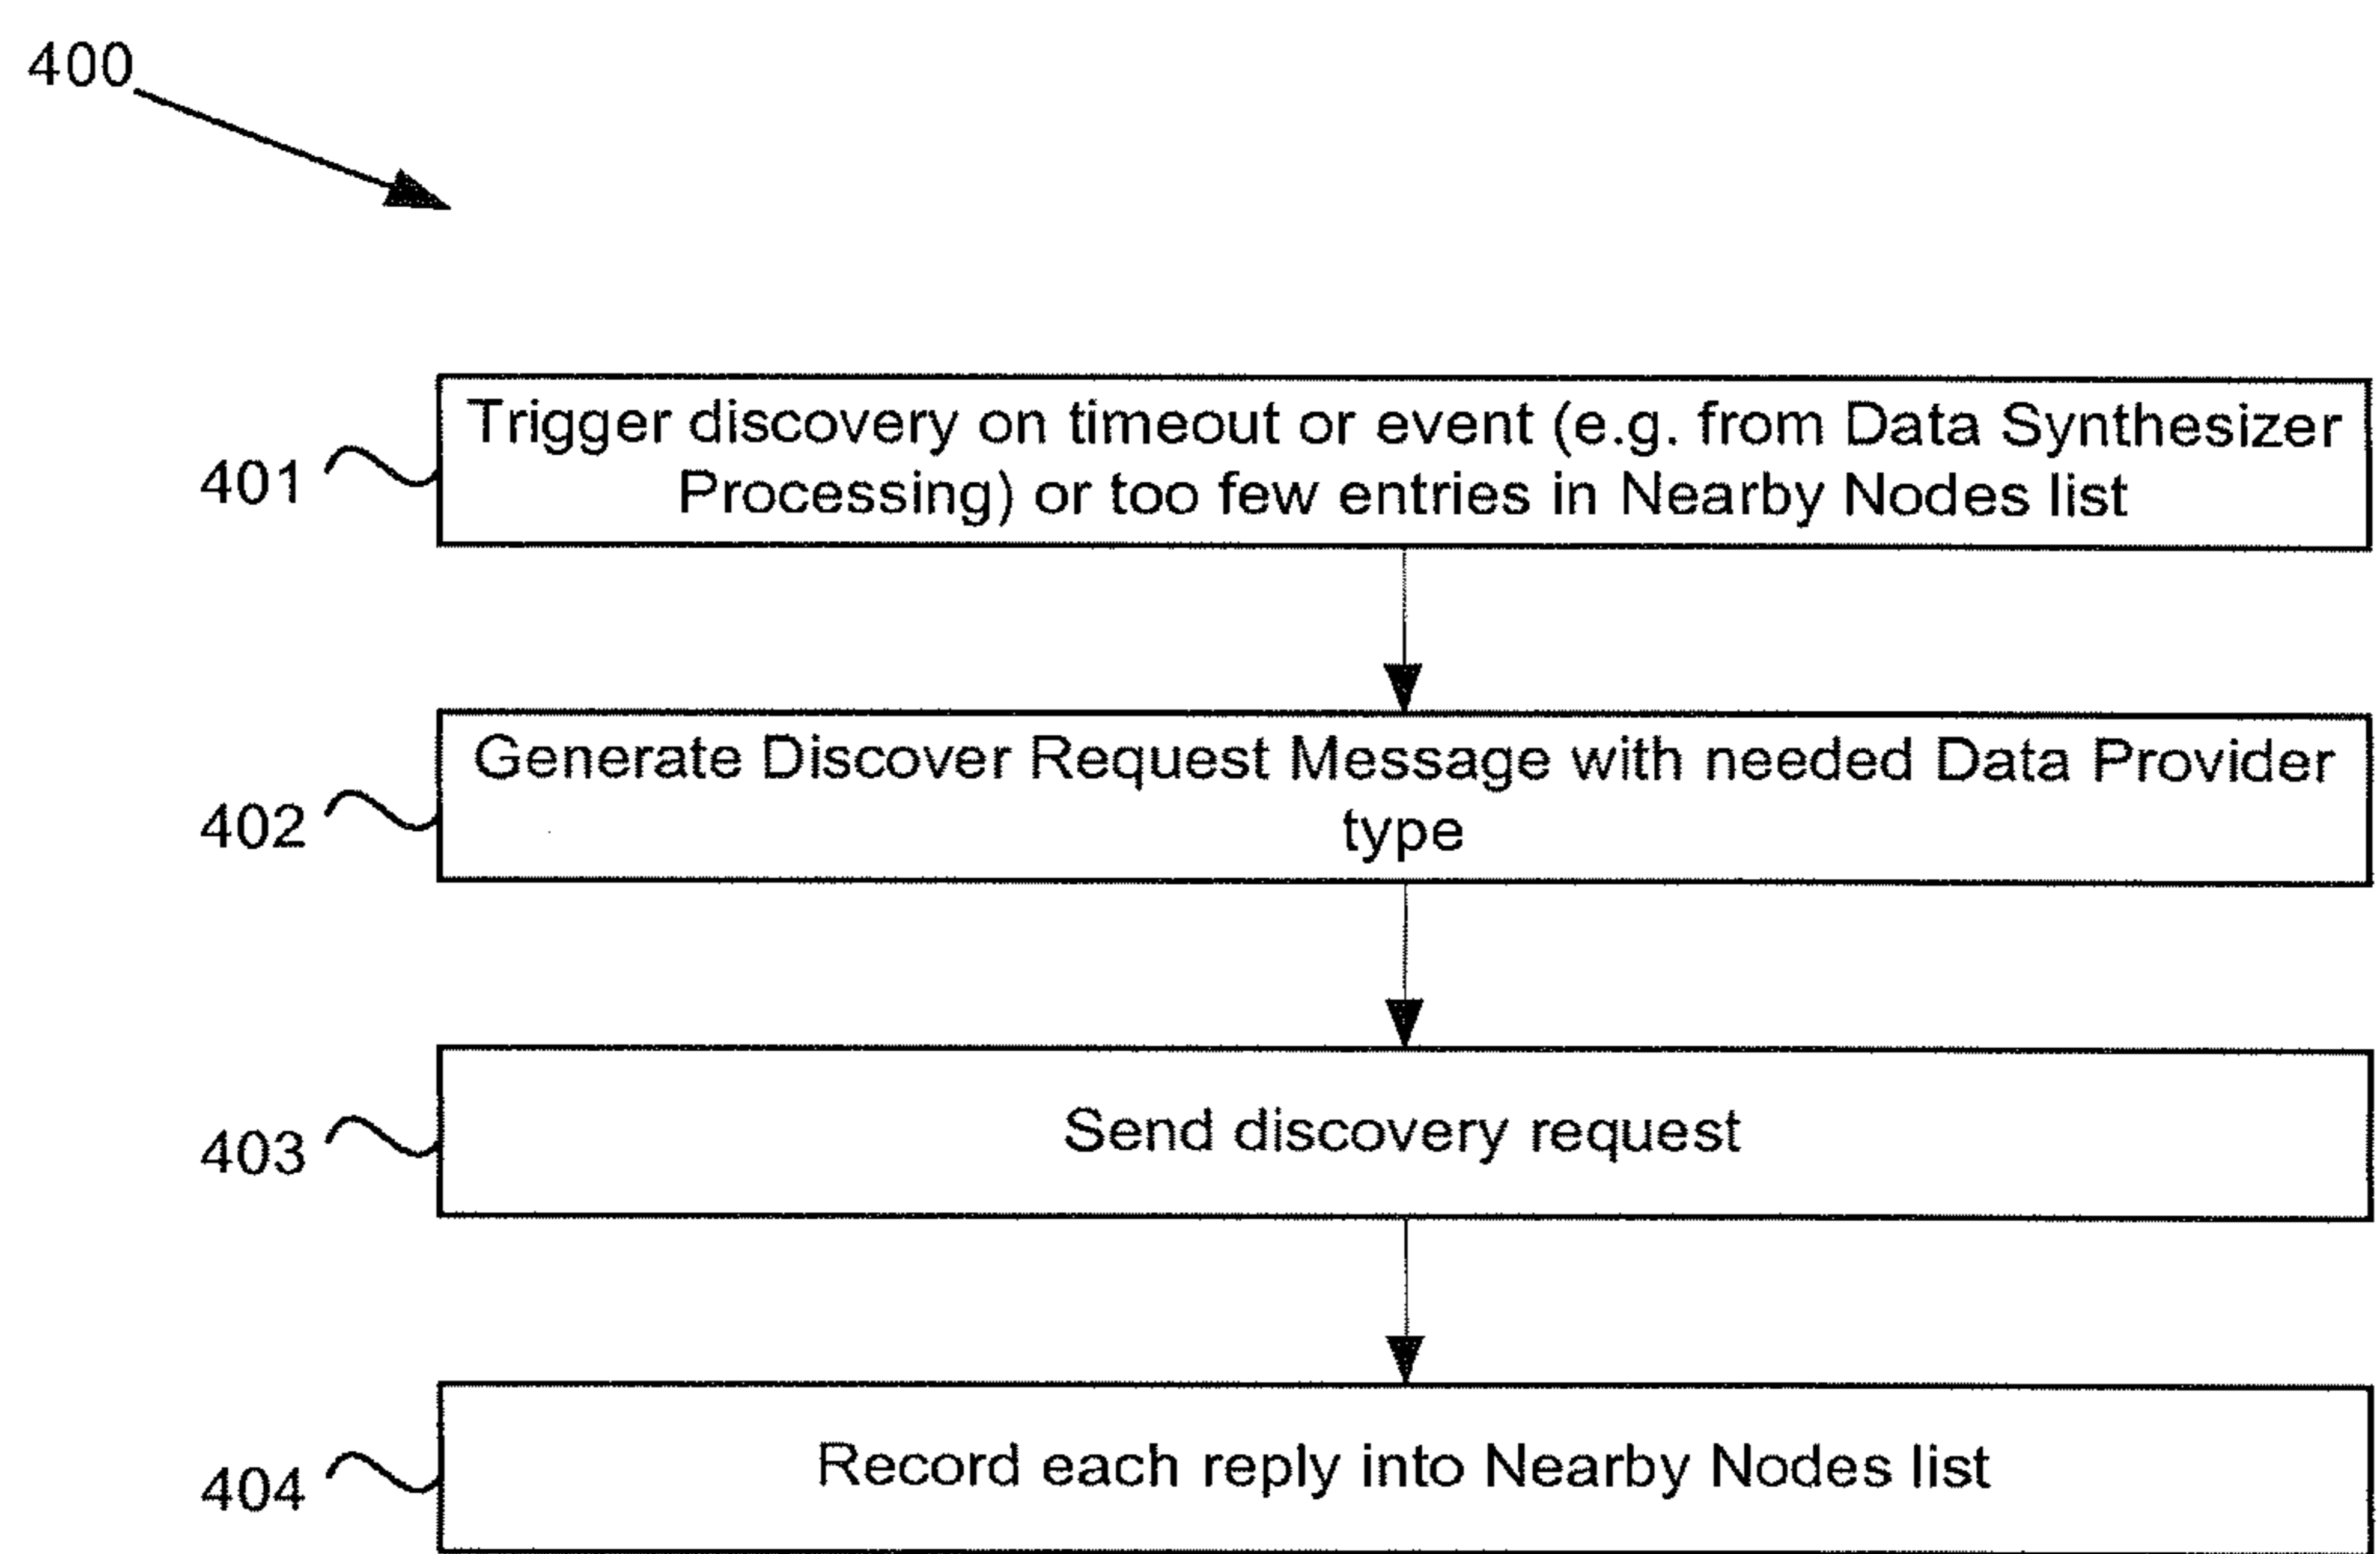 400
401
Trigger discovery on timeout or event (e.g. from Data Synthesizer
Processing) or too few entries in Nearby Nodes list
402
Generate Discover Request Message with needed Data Provider
type
403
Send discovery request
404
Record each reply into Nearby Nodes list